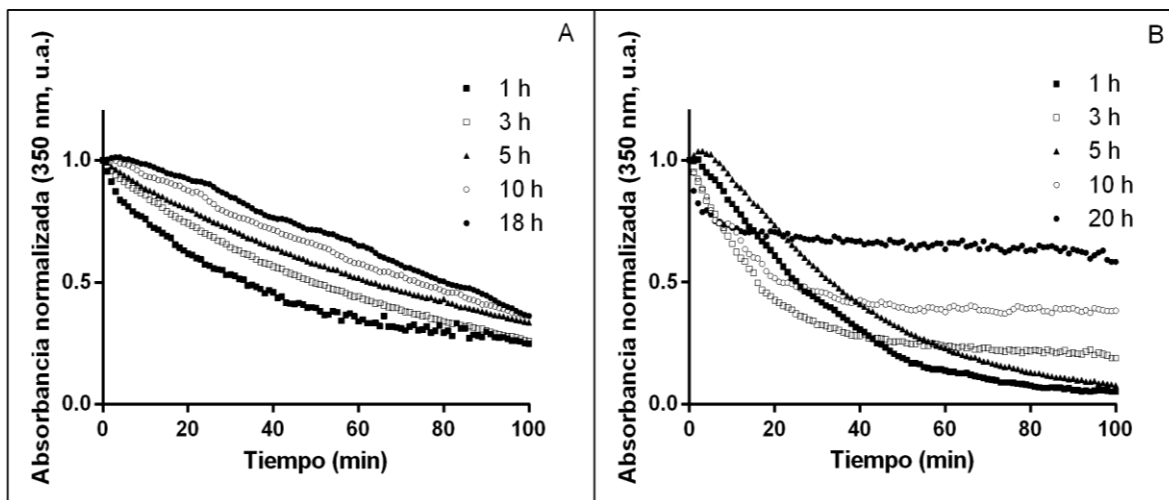 A
Absorbancia normalizada (350 nm, u.a.)
1 h
3 h
5 h
10 h
18 h
1.0
0.5
0.0
0
20
40
60
80
100
Tiempo (min)
B
Absorbancia normalizada (350 nm, u.a.)
1 h
3 h
5 h
10 h
20 h
1.0
0.5
0.0
0
20
40
60
80
100
Tiempo (min)